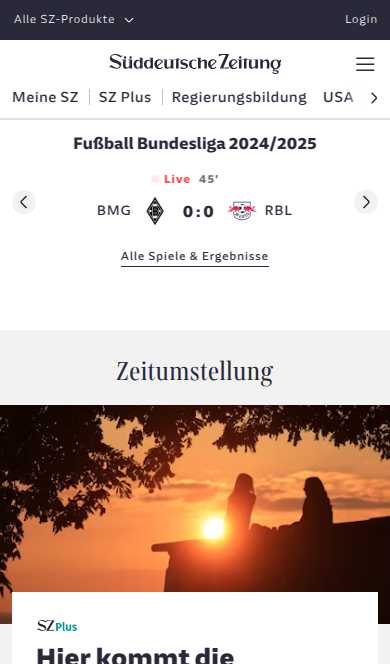 Alle SZ-Produkte
Login
Süddeutsche Zeitung
Meine SZ
SZ Plus
Regierungsbildung
USA
Fußball Bundesliga 2024/2025
Live 45'
BMG 0:0 RBL
Alle Spiele & Ergebnisse
Zeitumstellung
SZ Plus
Hier kommt die